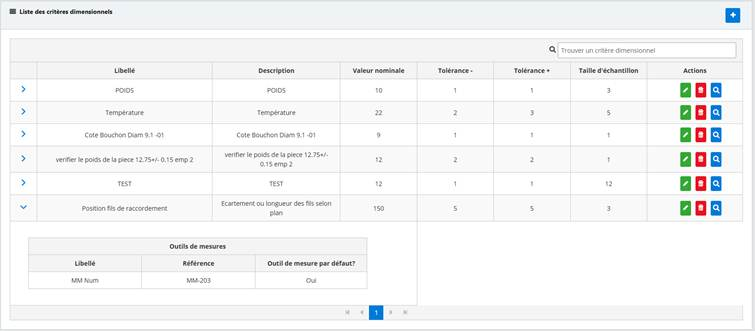 Liste des critères dimensionnels
Trouver un critère dimensionnel
Libellé Description Valeur nominale Tolérance - Tolérance + Taille d'échantillon Actions
POIDS POIDS 10 1 1 3
Température Température 22 2 3 5
Cote Bouchon Diam 9,1 -01 Cote Bouchon Diam 9,1 -01 9 1 1 1
verifier le poids de la piece 12.75+/- 0.15 emp 2 verifier le poids de la piece 12.75+/- 0.15 emp 2 12 2 2 1
TEST TEST 12 1 1 12
Position fils de raccordement Ecartement ou longueur des fils selon plan 150 5 5 3
Outils de mesures
Libellé Référence Outil de mesure par défaut?
MM Num MM-203 Oui
1